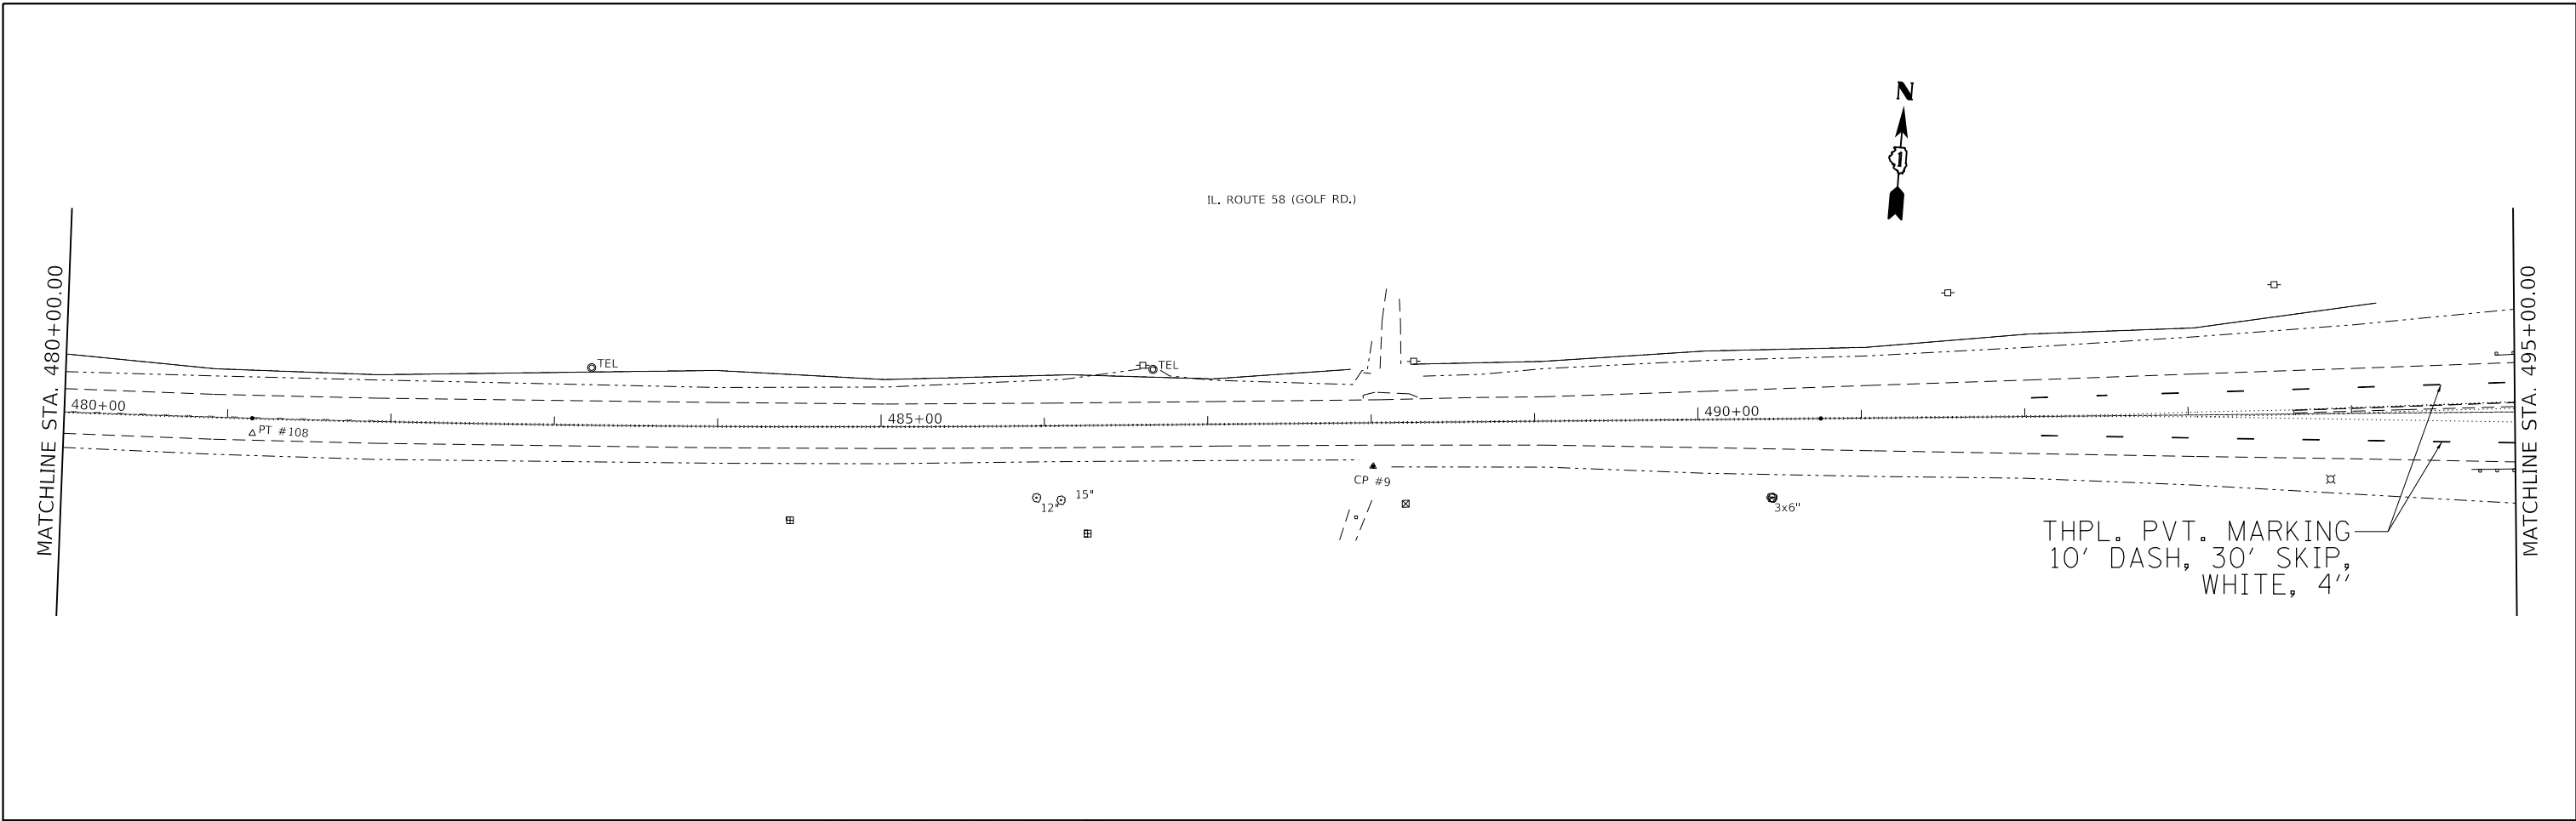 N
1
IL. ROUTE 58 (GOLF RD.)
MATCHLINE STA. 480+00.00
MATCHLINE STA. 495+00.00
TEL
TEL
480+00
485+00
490+00
PT #108
CP #9
12"
15"
3x6"
THPL. PVT. MARKING
10' DASH, 30' SKIP,
WHITE, 4''